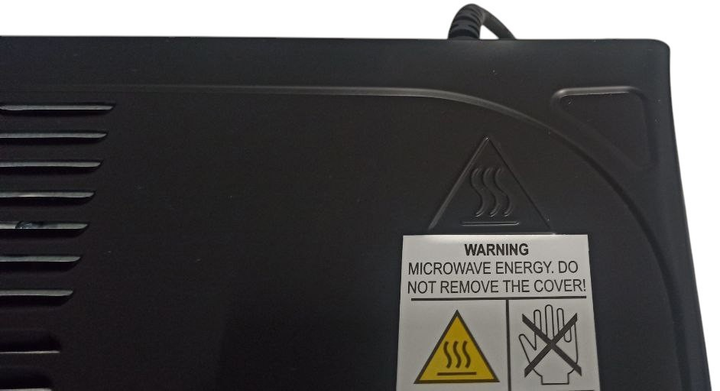 WARNING
MICROWAVE ENERGY. DO
NOT REMOVE THE COVER!